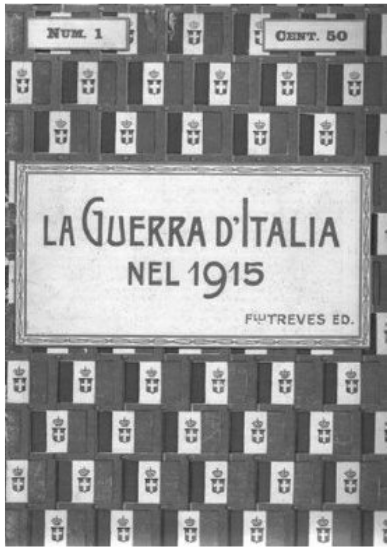 NUM. 1
CENT. 50
LA GUERRA D'ITALIA
NEL 1915
F.LLI TREVES ED.